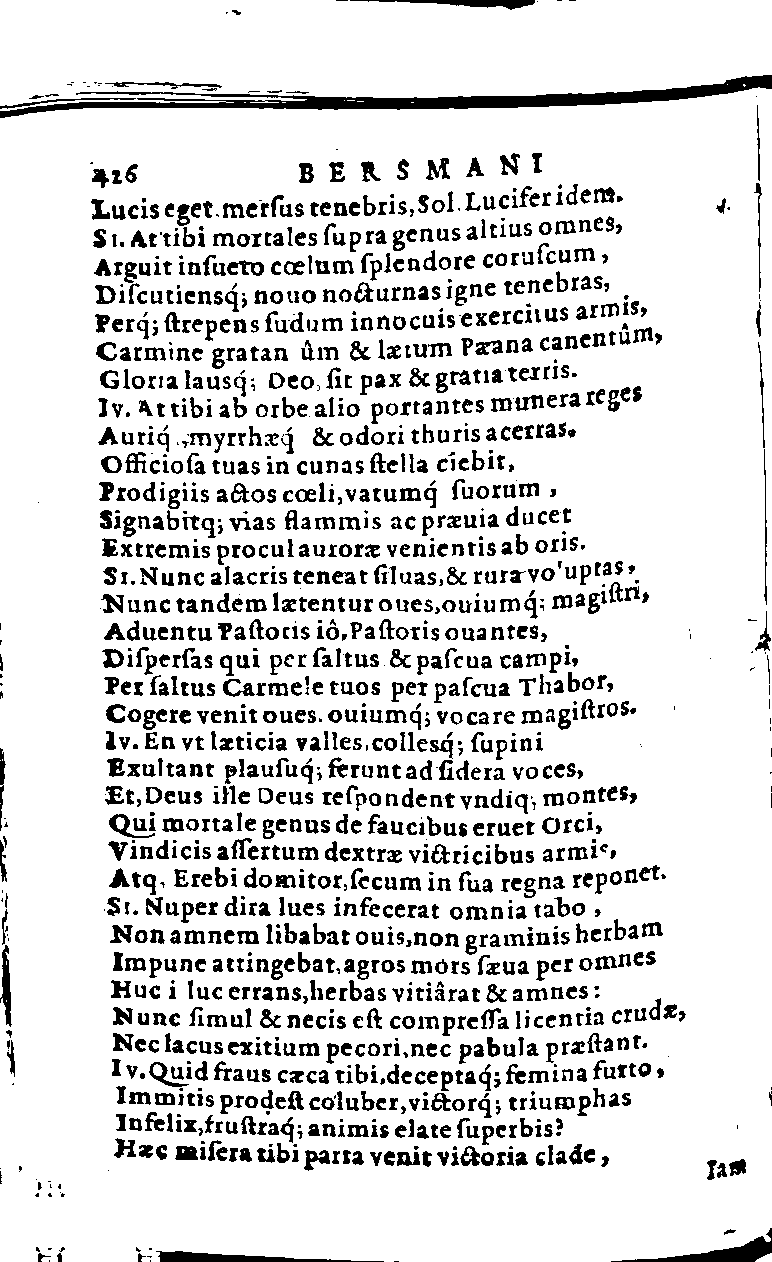 426 BERSMANI
Lucis eget.merſus tenebris,Sol.Lucifer idem.
SI. At tibi mortales ſupra genus altius omnes,
Arguit inſueto cœlum ſplendore coruſcum,
Diſcutiensq́; nouo nocturnas igne tenebras,
Perq́; ſtrepens ſudum innocuis exercitus armis,
Carmine gratan ûm & lætum Pæana canentûm,
Gloria lausq́; Deo, ſit pax & gratia terris.
Iv. At tibi ab orbe alio portantes munera reges
Auriq́.,myrrhæq́ & odori thuris acerras.
Officioſa tuas in cunas ſtella ciebit,
Prodigiis actos cœli,vatumq́ ſuorum,
Signabitq; vias flammis ac præuia ducet
Extremis procul auroræ venientis ab oris.
SI. Nunc alacris teneat ſiluas,& rura vo'uptas,
Nunc tandem lætentur oues,ouiumq́; magiſtri,
Aduentu Paſtoris iô,Paſtoris ouantes,
Diſperſas qui per ſaltus & paſcua campi,
Per ſaltus Carmele tuos per paſcua Thabor,
Cogere venit oues. ouiumq́; vocare magiſtros.
Iv. En vt læticia valles,collesq́; ſupini
Exultant plauſuq́; ferunt ad ſidera voces,
Et,Deus ille Deus reſpondent vndiq; montes,
Qui mortale genus de faucibus eruet Orci,
Vindicis aſſertum dextræ victricibus armis,
Atq. Erebi domitor,ſecum in ſua regna reponet.
SI. Nuper dira lues infecerat omnia tabo,
Non amnem libabat ouis,non graminis herbam
Impune attingebat,agros mors ſæua per omnes
Huc i luc errans,herbas vitiârat & amnes:
Nunc ſimul & necis eſt compreſſa licentia crudæ,
Nec lacus exitium pecori,nec pabula præſtant.
Iv. Quid fraus cæca tibi,deceptaq́; femina furto,
Immitis prodeſt coluber,victorq́; triumphas
Infelix,fruſtraq́; animis elate ſuperbis?
Hæc miſera tibi parta venit victoria clade,
Iam